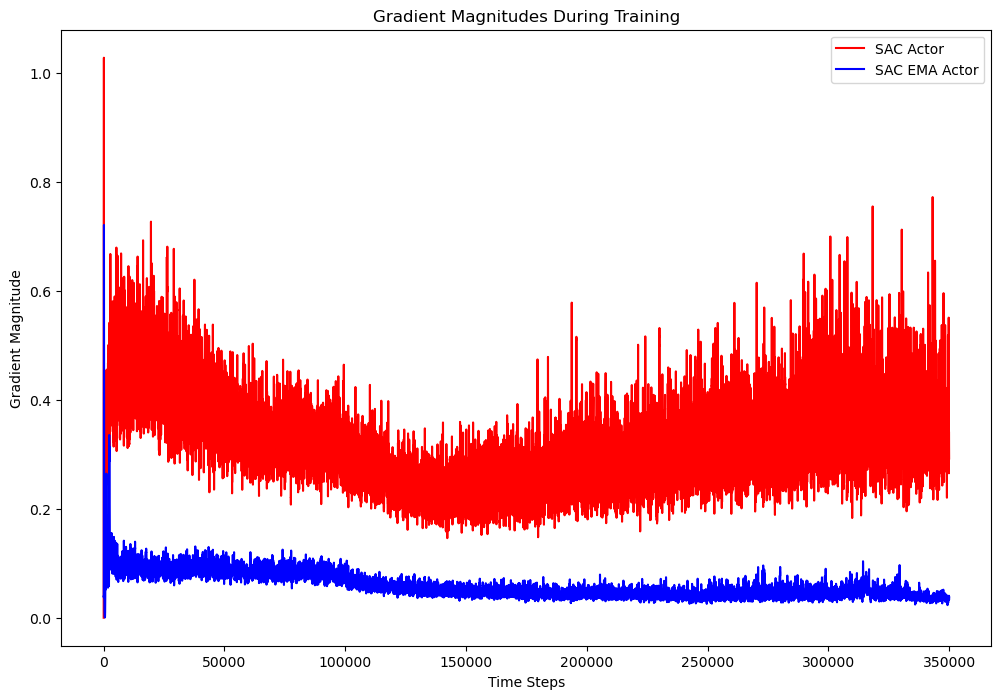 Gradient Magnitudes During Training
SAC Actor
SAC EMA Actor
Gradient Magnitude
1.0
0.8
0.6
0.4
0.2
0.0
0
50000
100000
150000
200000
250000
300000
350000
Time Steps